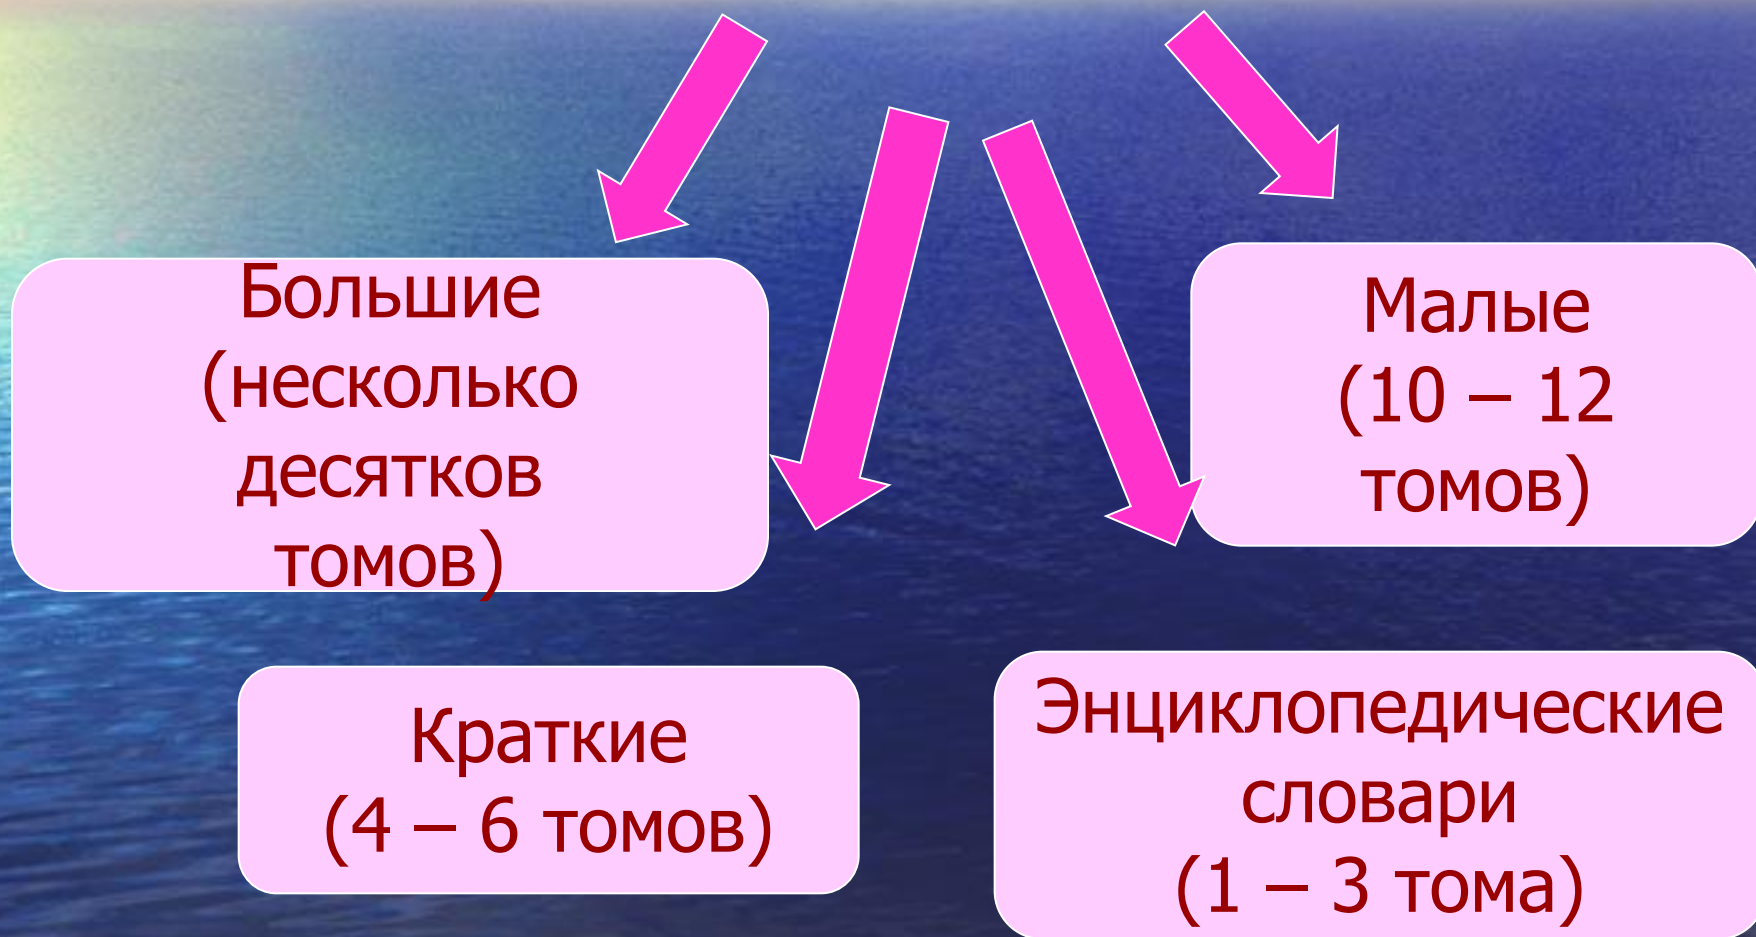 Большие
(несколько
десятков
томов)
Малые
(10 – 12
томов)
Краткие
(4 – 6 томов)
Энциклопедические
словари
(1 – 3 тома)